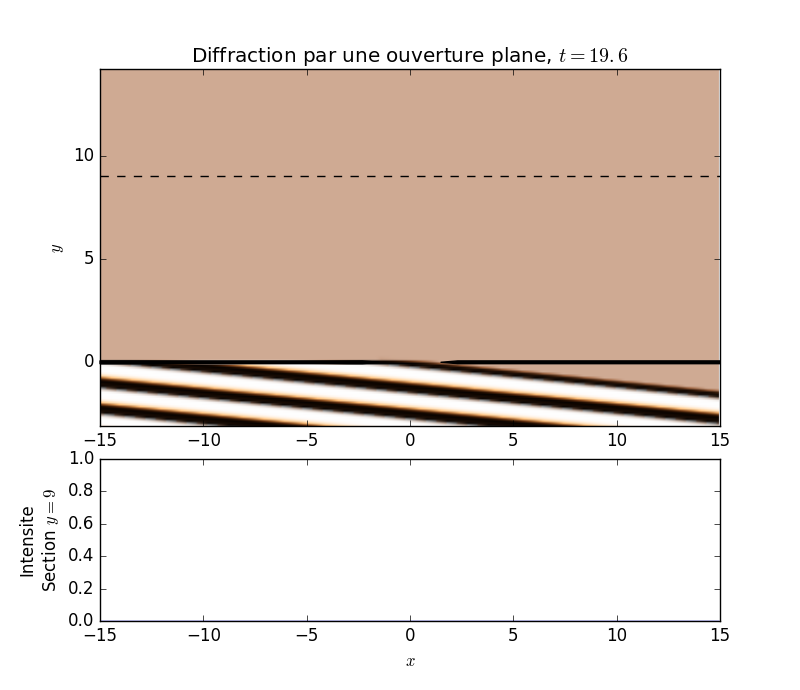 Diffraction par une ouverture plane, t = 19.6
10
5
0
y
−15 −10 −5 0 5 10 15
1.0
0.8
0.6
0.4
0.2
0.0
Intensite
Section y = 9
−15 −10 −5 0 5 10 15
x